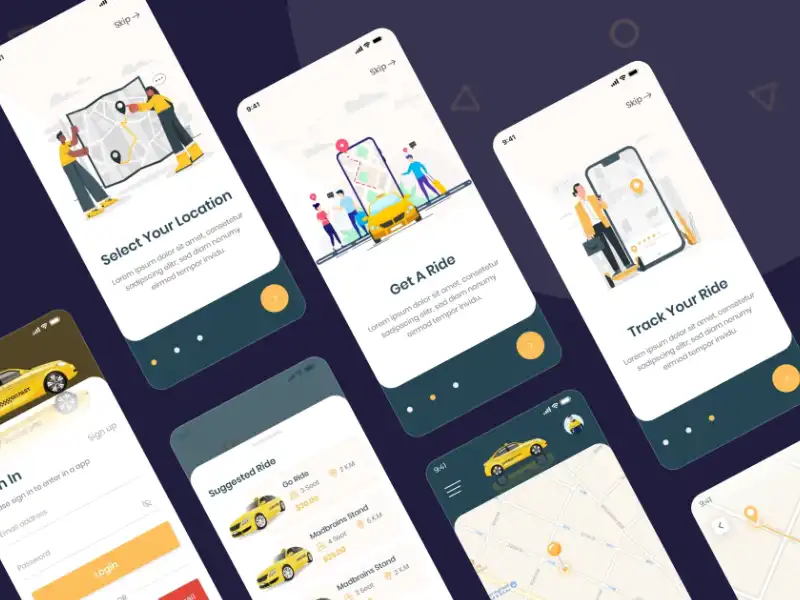 Skip →
Select Your Location
Lorem ipsum dolor sit amet, consetetur
sadipscing elitr, sed diam nonumy
eirmod tempor invidu.
9:41
Skip →
Get A Ride
Lorem ipsum dolor sit amet, consetetur
sadipscing elitr, sed diam nonumy
eirmod tempor invidu.
9:41
Skip →
Track Your Ride
Lorem ipsum dolor sit amet, consetetur
sadipscing elitr, sed diam nonumy
eirmod tempor invidu.
Sign up
n In
ase sign in to enter in a app
Email address
Password
Login
OR
Suggested Ride
Go Ride
3 Seat
2 KM
$20.00
Madbrains Stand
4 Seat
6 KM
$25.00
Madbrains Stand
3 Seat
3 KM
9:41
9:41